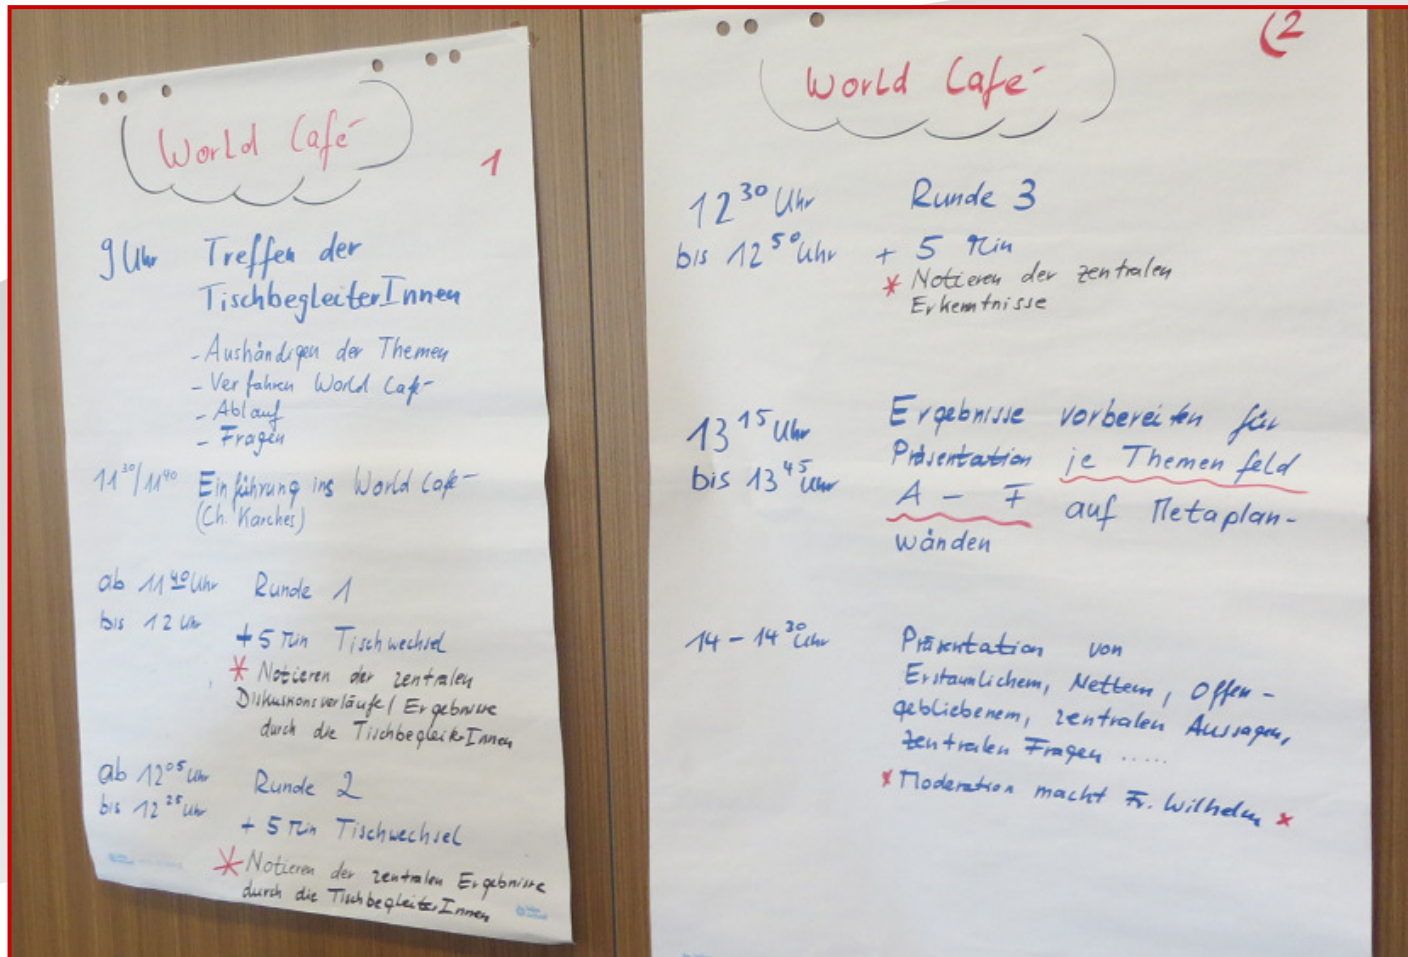 World Café
1
9 Uhr Treffen der
TischbegleiterInnen
- Aushändigen der Themen
- Verfahren World Café
- Ablauf
- Fragen
11³⁰/11⁴⁰ Einführung ins World Café
(Ch. Karches)
ab 11⁴⁰ Uhr Runde 1
bis 12 Uhr
+ 5 Min Tischwechsel
* Notieren der zentralen
Diskussionsverläufe / Ergebnisse
durch die TischbegleiterInnen
ab 12⁰⁵ Uhr Runde 2
bis 12²⁵ Uhr
+ 5 Min Tischwechsel
* Notieren der zentralen Ergebnisse
durch die TischbegleiterInnen
World Café
2
12³⁰ Uhr Runde 3
bis 12⁵⁰ Uhr + 5 Min
* Notieren der zentralen
Erkenntnisse
13¹⁵ Uhr Ergebnisse vorbereiten für
bis 13⁴⁵ Uhr Präsentation je Themenfeld
A – F auf Metaplan-
wänden
14 – 14³⁰ Uhr Präsentation von
Erstaunlichem, Nettem, Offen-
gebliebenem, zentralen Aussagen,
zentralen Fragen .....
* Moderation macht Fr. Wilhelm *